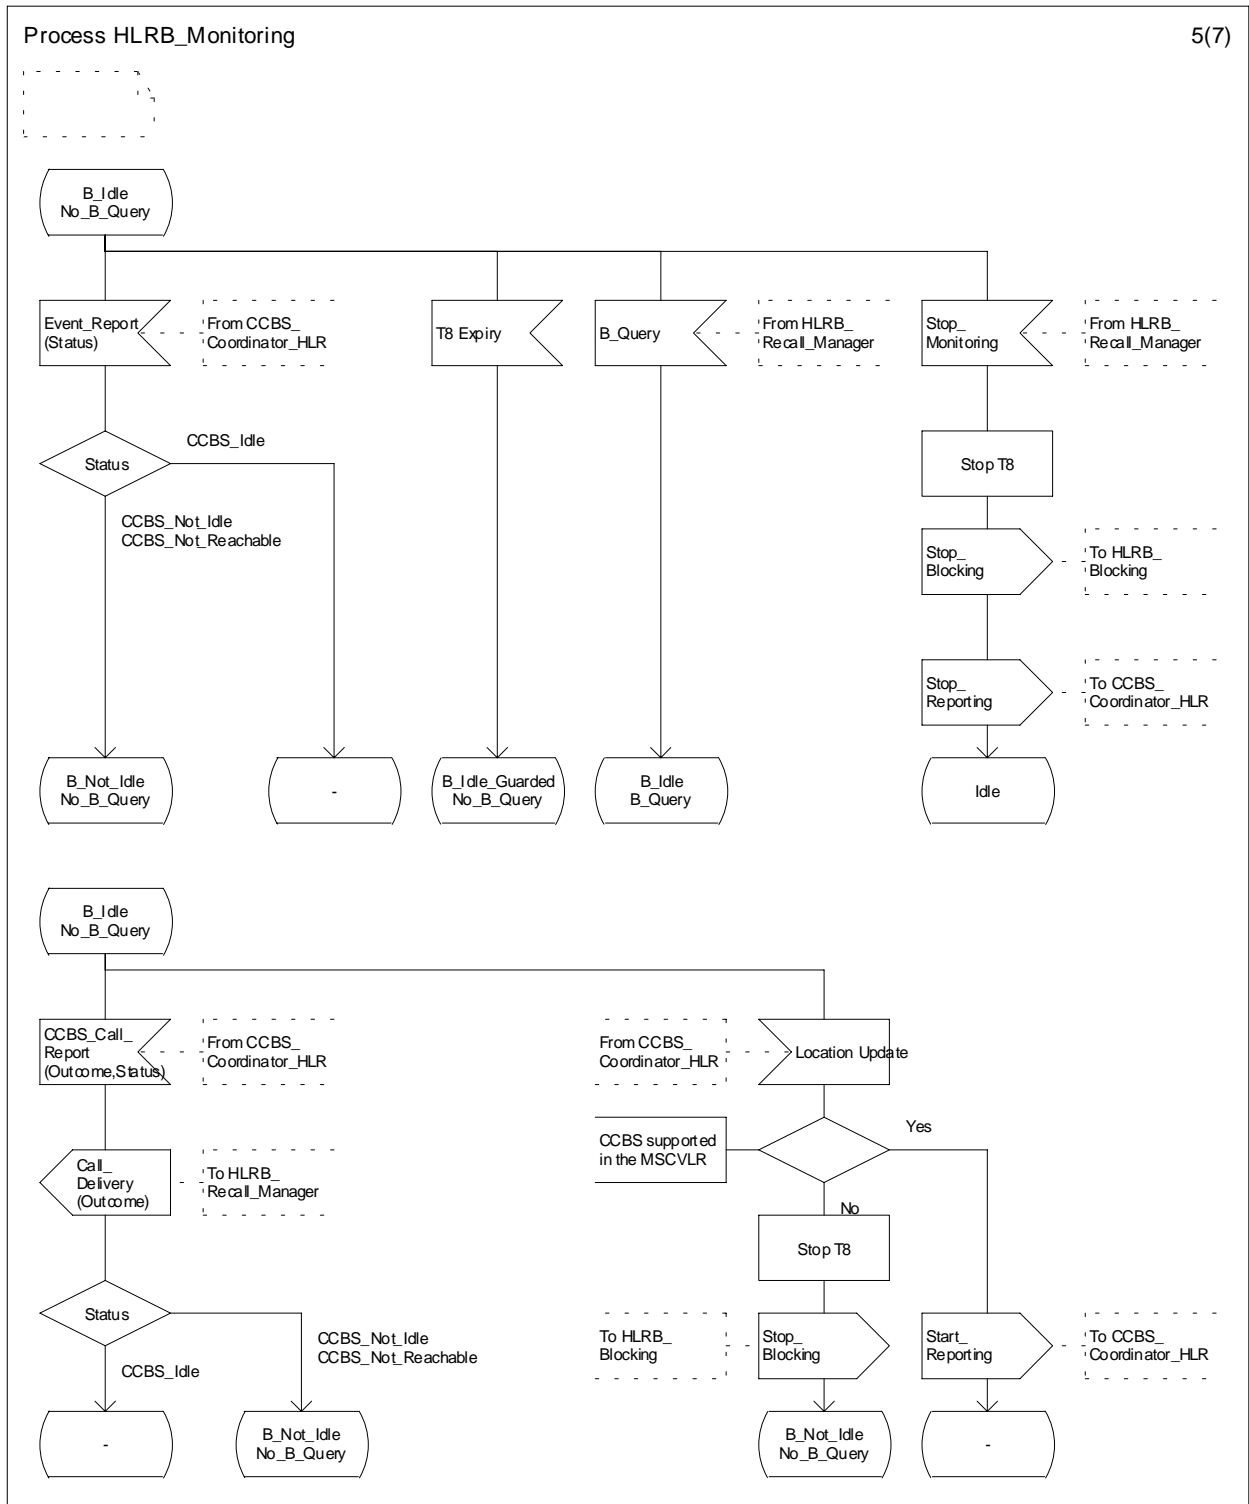 Process HLRB_Monitoring
5(7)
B_Idle
No_B_Query
Event_Report
(Status)
From CCBS_
Coordinator_HLR
T8 Expiry
B_Query
From HLRB_
Recall_Manager
Stop_
Monitoring
From HLRB_
Recall_Manager
Status
CCBS_Idle
CCBS_Not_Idle
CCBS_Not_Reachable
Stop T8
Stop_
Blocking
To HLRB_
Blocking
Stop_
Reporting
To CCBS_
Coordinator_HLR
B_Not_Idle
No_B_Query
-
B_Idle_Guarded
No_B_Query
B_Idle
B_Query
Idle
B_Idle
No_B_Query
CCBS_Call_
Report
(Outcome,Status)
From CCBS_
Coordinator_HLR
From CCBS_
Coordinator_HLR
Location Update
CCBS supported
in the MSCVLR
Yes
No
Call_
Delivery
(Outcome)
To HLRB_
Recall_Manager
Stop T8
Status
CCBS_Not_Idle
CCBS_Not_Reachable
CCBS_Idle
To HLRB_
Blocking
Stop_
Blocking
Start_
Reporting
To CCBS_
Coordinator_HLR
-
B_Not_Idle
No_B_Query
B_Not_Idle
No_B_Query
-